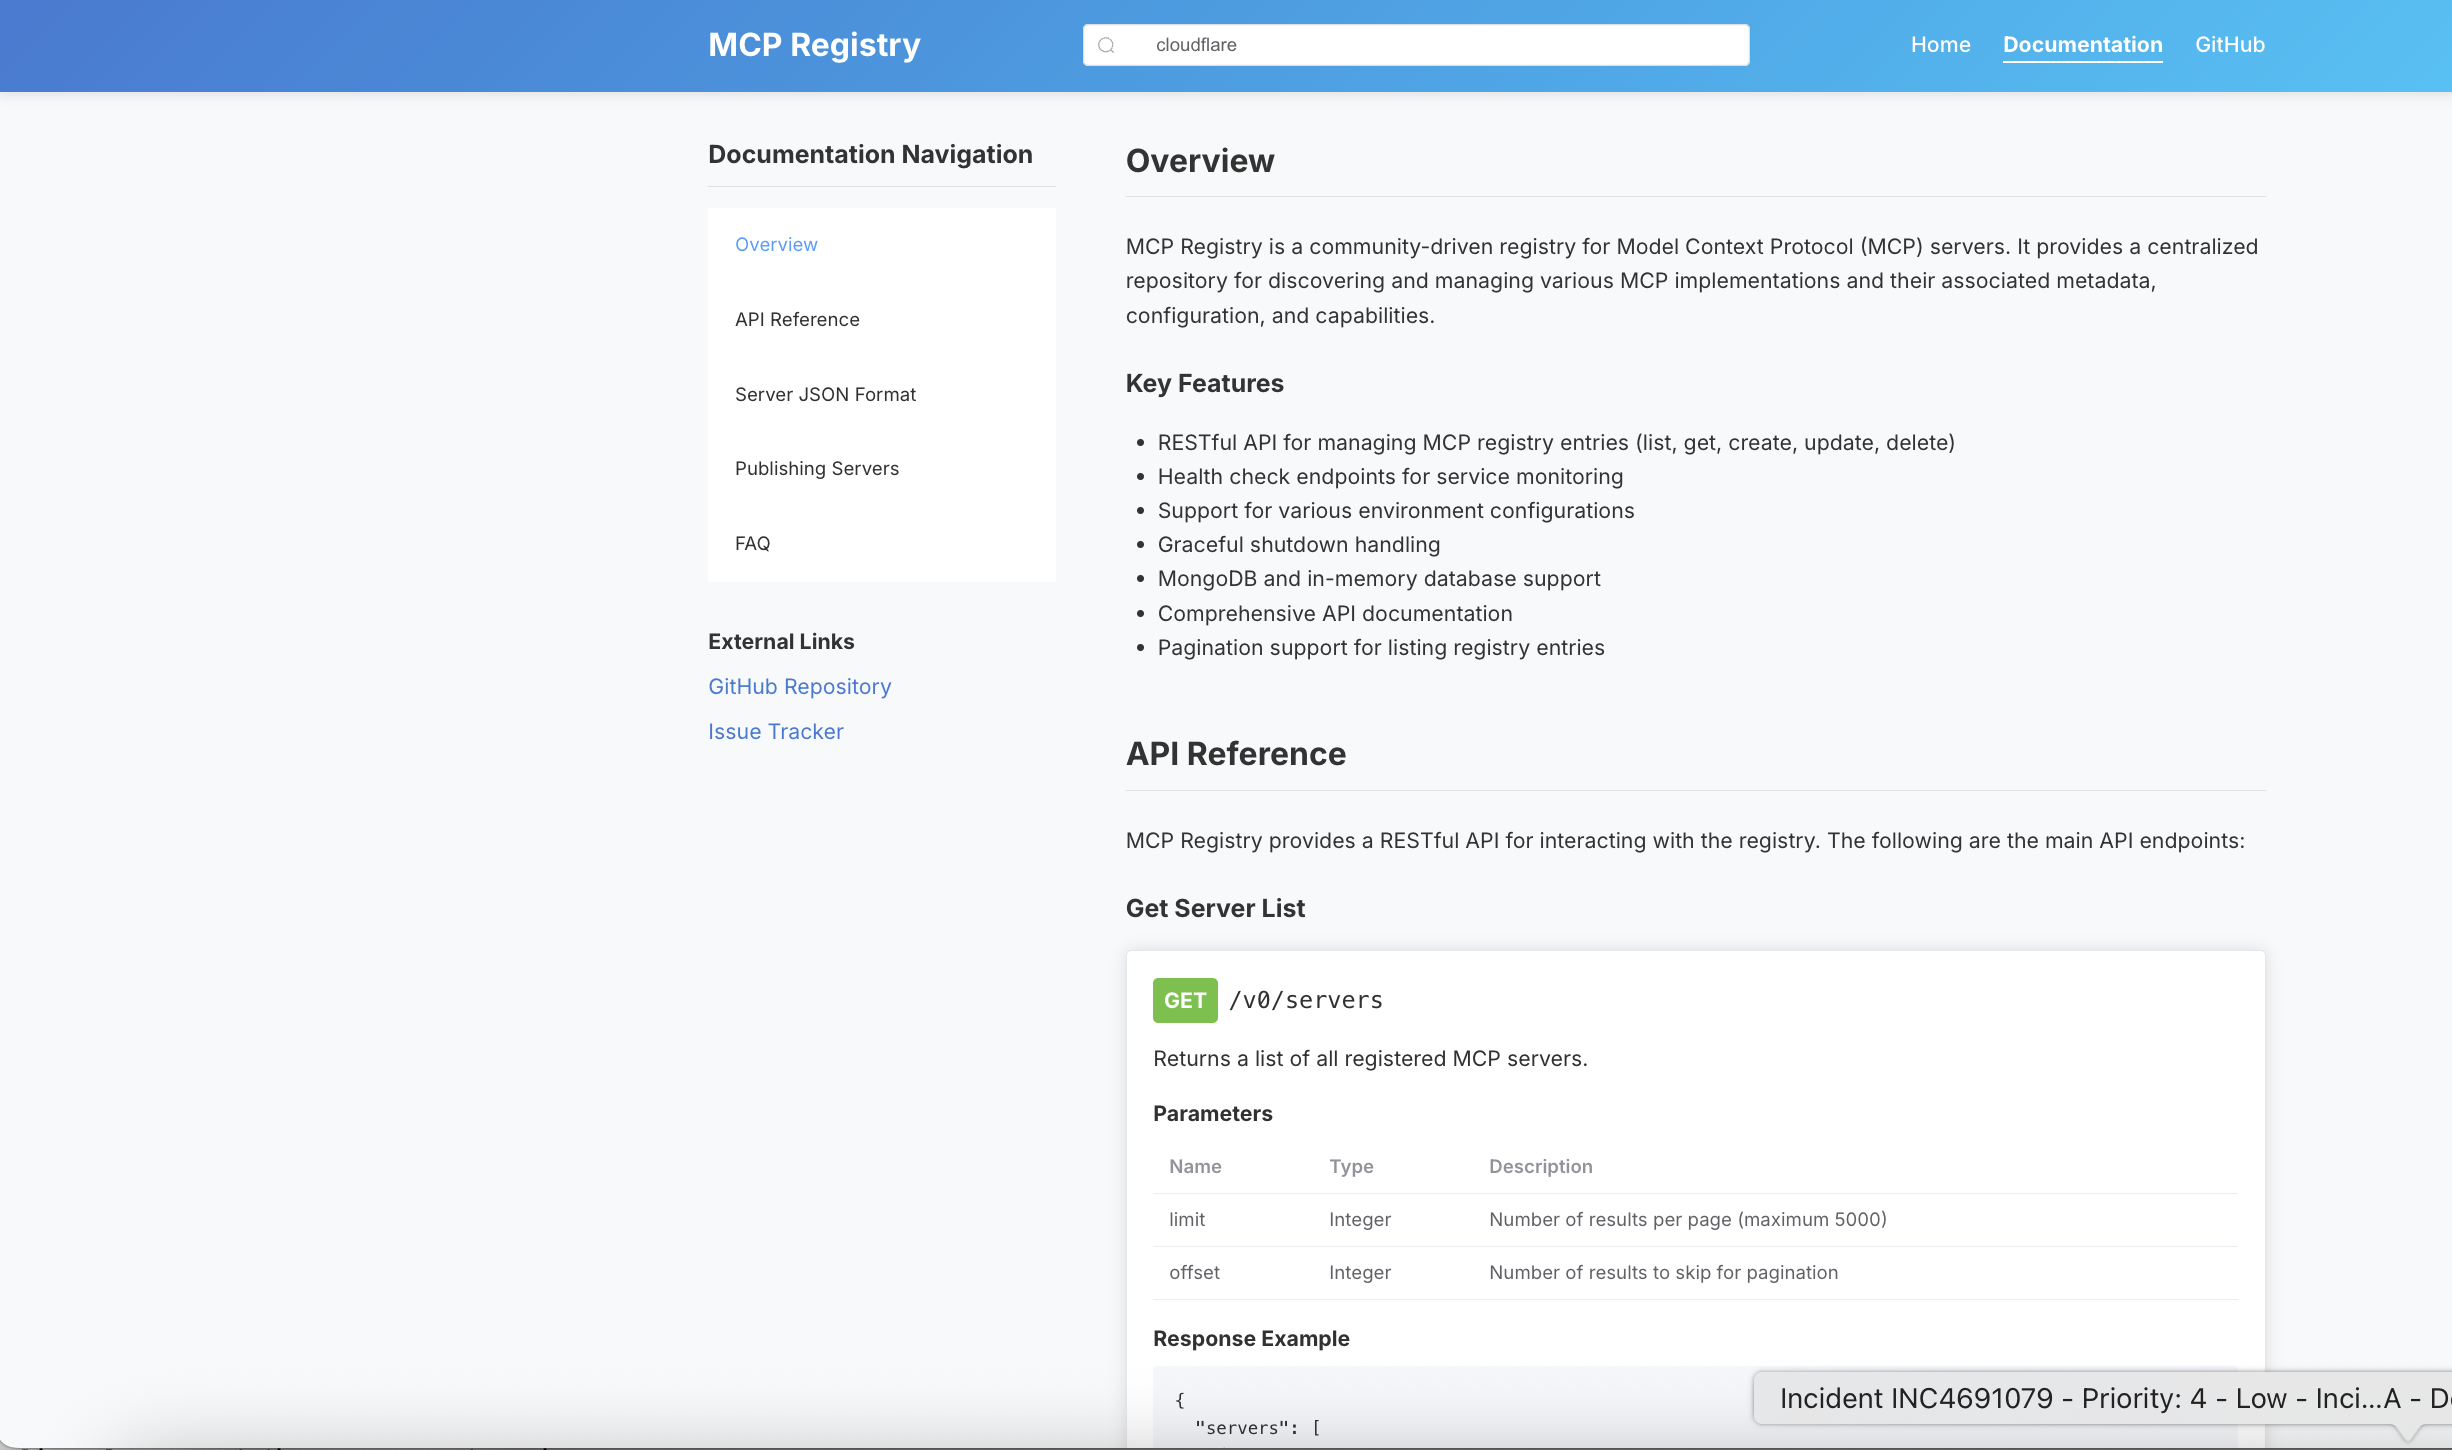 MCP Registry
cloudflare
Home
Documentation
GitHub
Documentation Navigation
Overview
API Reference
Server JSON Format
Publishing Servers
FAQ
External Links
GitHub Repository
Issue Tracker
Overview
MCP Registry is a community-driven registry for Model Context Protocol (MCP) servers. It provides a centralized
repository for discovering and managing various MCP implementations and their associated metadata,
configuration, and capabilities.
Key Features
• RESTful API for managing MCP registry entries (list, get, create, update, delete)
• Health check endpoints for service monitoring
• Support for various environment configurations
• Graceful shutdown handling
• MongoDB and in-memory database support
• Comprehensive API documentation
• Pagination support for listing registry entries
API Reference
MCP Registry provides a RESTful API for interacting with the registry. The following are the main API endpoints:
Get Server List
GET /v0/servers
Returns a list of all registered MCP servers.
Parameters
Name Type Description
limit Integer Number of results per page (maximum 5000)
offset Integer Number of results to skip for pagination
Response Example
{
"servers": [
Incident INC4691079 - Priority: 4 - Low - Inci...A - D